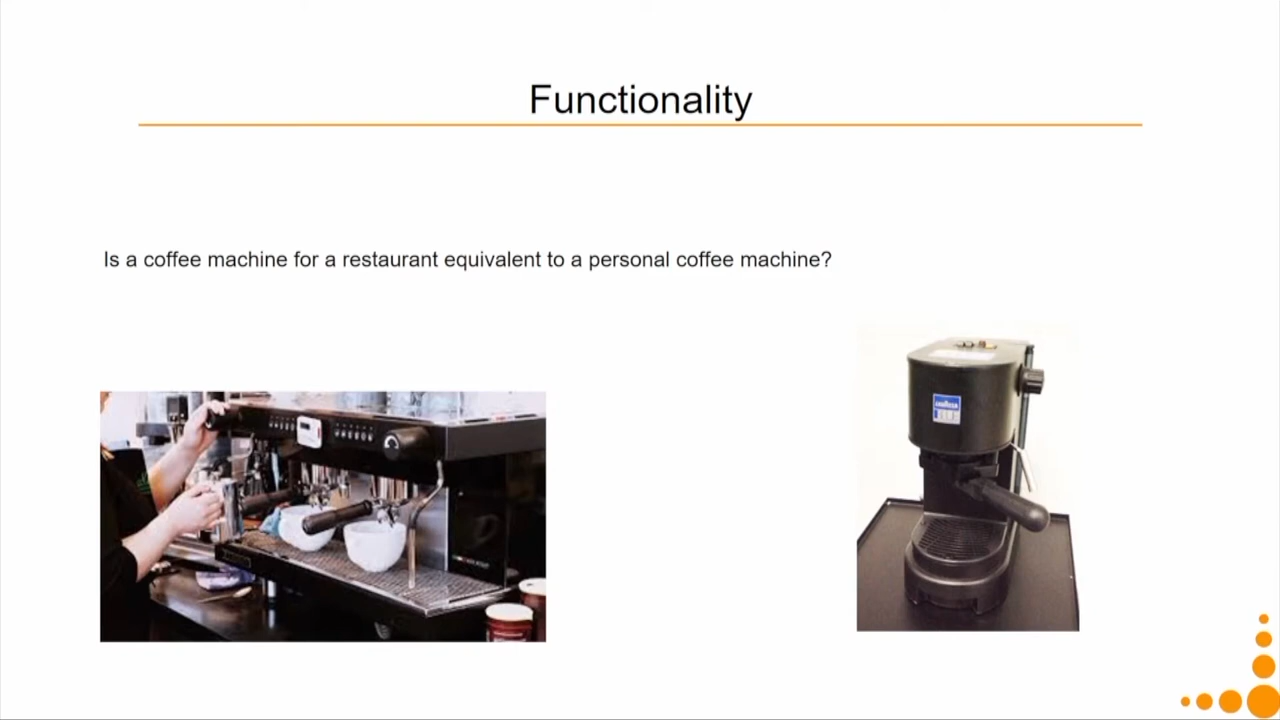 Functionality
Is a coffee machine for a restaurant equivalent to a personal coffee machine?